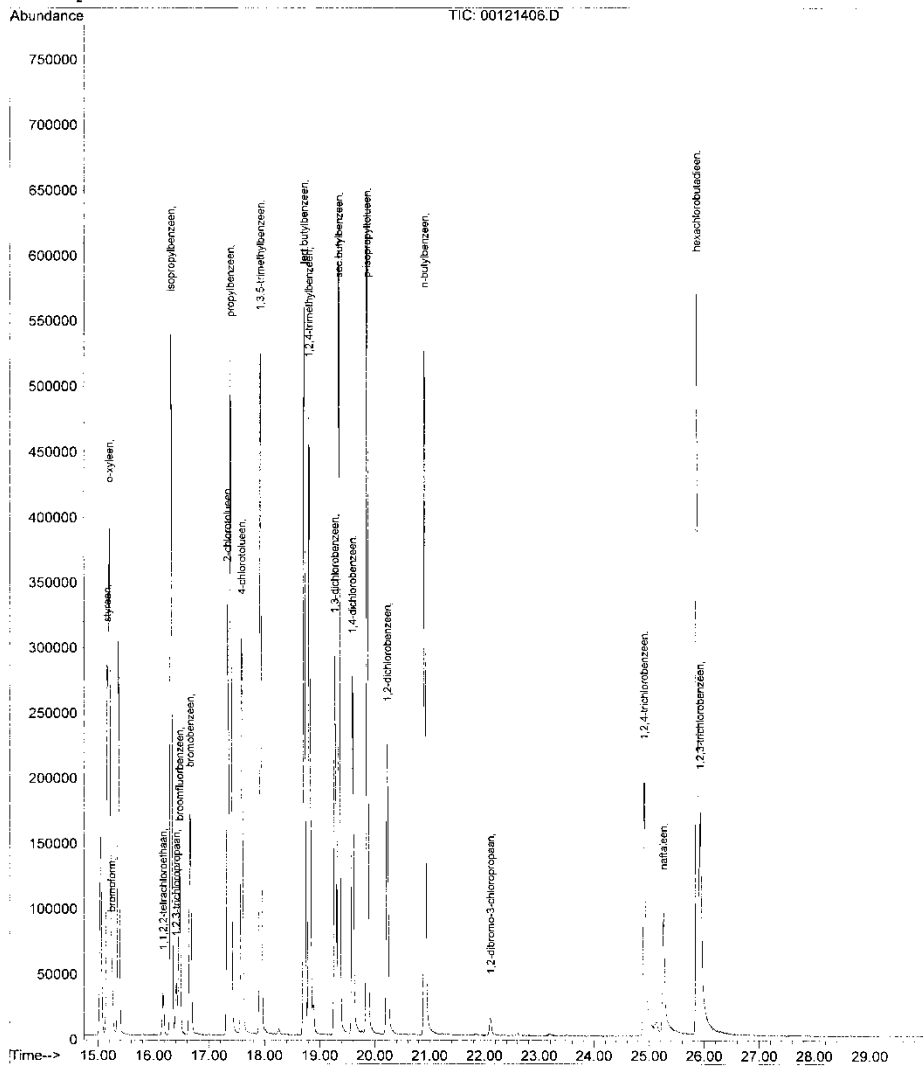 Abundance
TIC: 00121406.D
750000
700000
650000
600000
550000
500000
450000
400000
350000
300000
250000
200000
150000
100000
50000
0
Time-->
15.00 16.00 17.00 18.00 19.00 20.00 21.00 22.00 23.00 24.00 25.00 26.00 27.00 28.00 29.00
styreen,
o-xyleen,
bromoform,
1,1,2,2-tetrachloroethaan,
isopropylbenzeen,
1,2,3-trichloropropaan,
broomfluorbenzeen,
bromobenzeen,
2-chlorotolueen,
propylbenzeen,
4-chlorotolueen,
1,3,5-trimethylbenzeen,
tert.butylbenzeen,
1,2,4-trimethylbenzeen,
1,3-dichlorobenzeen,
sec.butylbenzeen,
1,4-dichlorobenzeen,
p-isopropyltolueen,
1,2-dichlorobenzeen,
n-butylbenzeen,
1,2-dibromo-3-chloropropaan,
1,2,4-trichlorobenzeen,
naftaleen,
hexachlorobutadieen,
1,2,3-trichlorobenzeen,